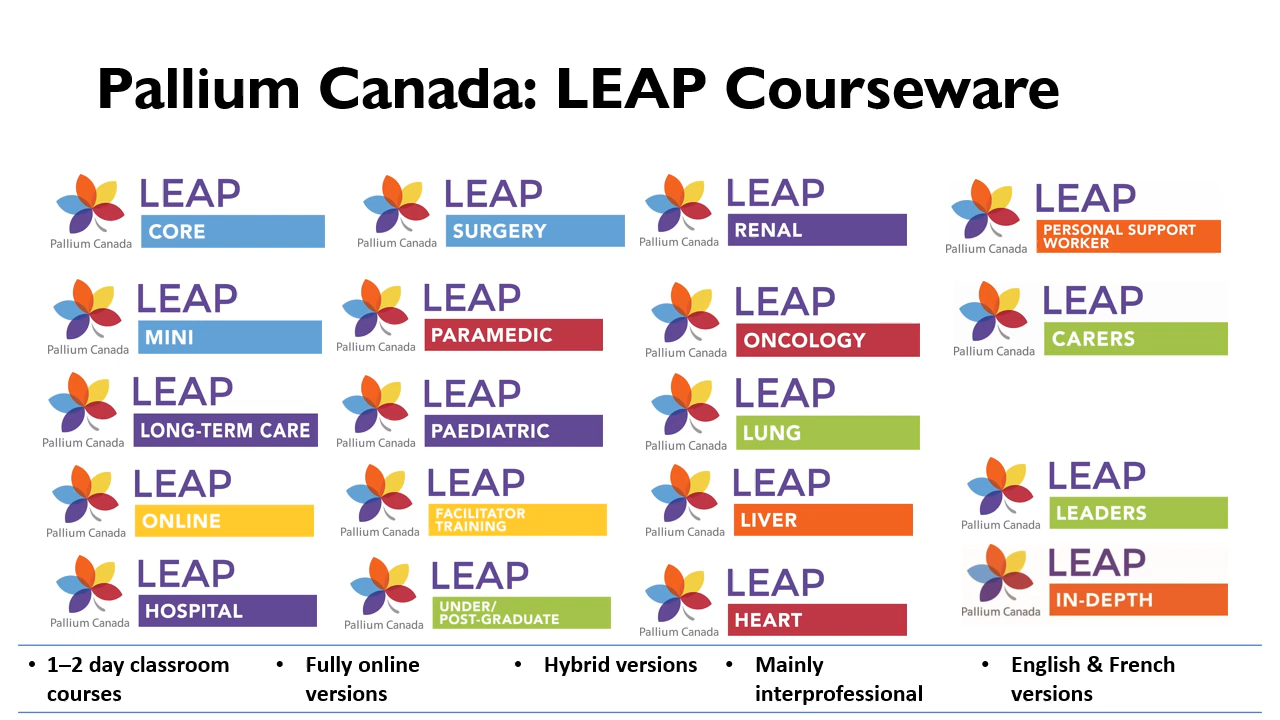 Pallium Canada: LEAP Courseware
LEAP
CORE
Pallium Canada
LEAP
SURGERY
Pallium Canada
LEAP
RENAL
Pallium Canada
LEAP
PERSONAL SUPPORT
WORKER
Pallium Canada
LEAP
MINI
Pallium Canada
LEAP
PARAMEDIC
Pallium Canada
LEAP
ONCOLOGY
Pallium Canada
LEAP
CARERS
Pallium Canada
LEAP
LONG-TERM CARE
Pallium Canada
LEAP
PAEDIATRIC
Pallium Canada
LEAP
LUNG
Pallium Canada
LEAP
ONLINE
Pallium Canada
LEAP
FACILITATOR
TRAINING
Pallium Canada
LEAP
LIVER
Pallium Canada
LEAP
LEADERS
Pallium Canada
LEAP
HOSPITAL
Pallium Canada
LEAP
UNDER/
POST-GRADUATE
Pallium Canada
LEAP
HEART
Pallium Canada
LEAP
IN-DEPTH
Pallium Canada
• 1–2 day classroom
courses
• Fully online
versions
• Hybrid versions
• Mainly
interprofessional
• English & French
versions